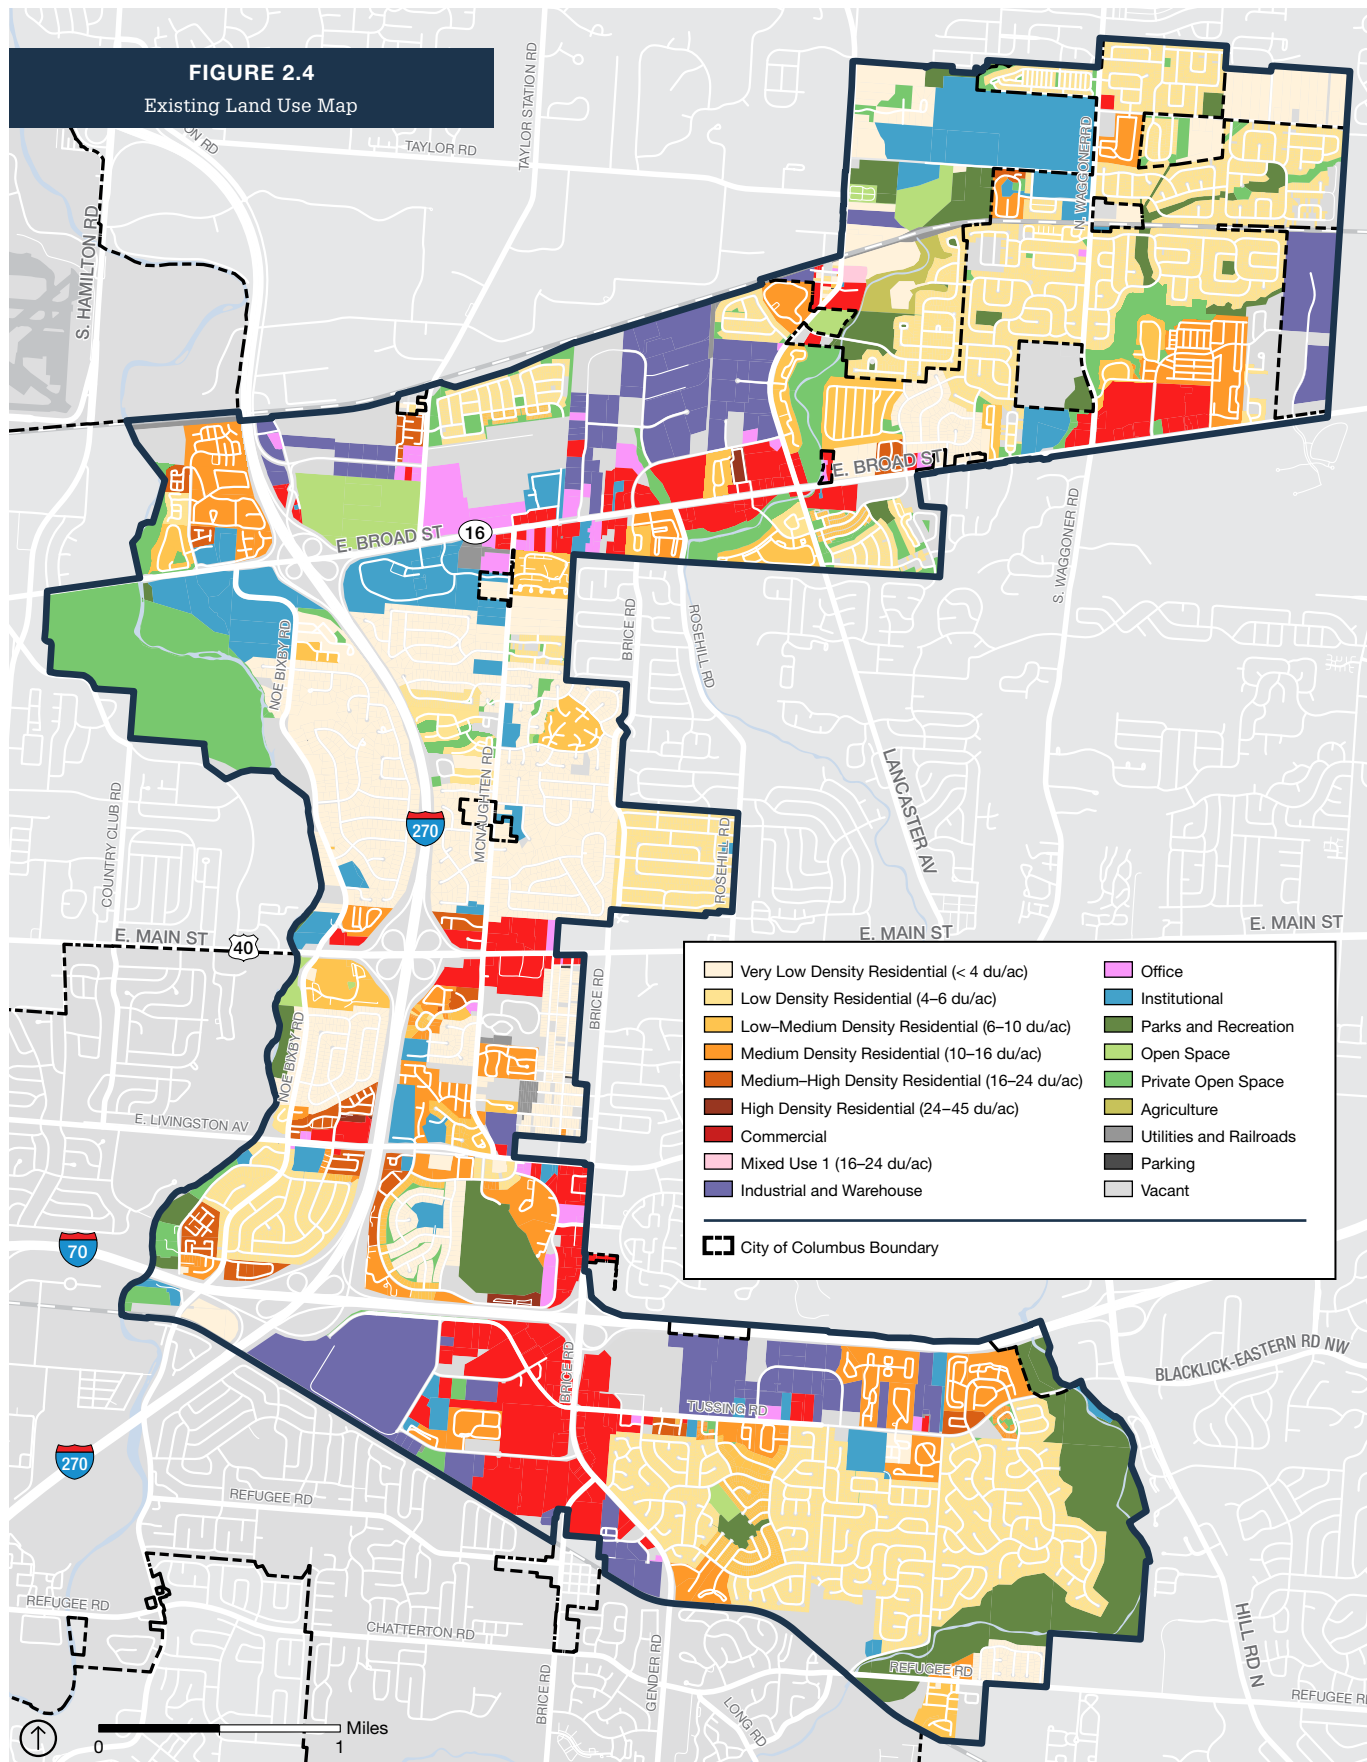 FIGURE 2.4
Existing Land Use Map
ON RD
TAYLOR RD
TAYLOR STATION RD
S. HAMILTON RD
N. WAGGONER RD
E. BROAD ST
E. BROAD ST
16
S. WAGGONER RD
NOE BIXBY RD
BRICE RD
ROSEHILL RD
MCNAUGHTEN RD
LANCASTER AV
COUNTRY CLUB RD
270
ROSEHILL RD
E. MAIN ST
40
E. MAIN ST
E. MAIN ST
BRICE RD
NOE BIXBY RD
E. LIVINGSTON AV
Very Low Density Residential (< 4 du/ac)
Low Density Residential (4–6 du/ac)
Low–Medium Density Residential (6–10 du/ac)
Medium Density Residential (10–16 du/ac)
Medium–High Density Residential (16–24 du/ac)
High Density Residential (24–45 du/ac)
Commercial
Mixed Use 1 (16–24 du/ac)
Industrial and Warehouse
Office
Institutional
Parks and Recreation
Open Space
Private Open Space
Agriculture
Utilities and Railroads
Parking
Vacant
City of Columbus Boundary
70
BRICE RD
BLACKLICK-EASTERN RD NW
TUSSING RD
270
REFUGEE RD
REFUGEE RD
CHATTERTON RD
BRICE RD
GENDER RD
LONG RD
REFUGEE RD
HILL RD N
REFUGEE R
Miles
0
1